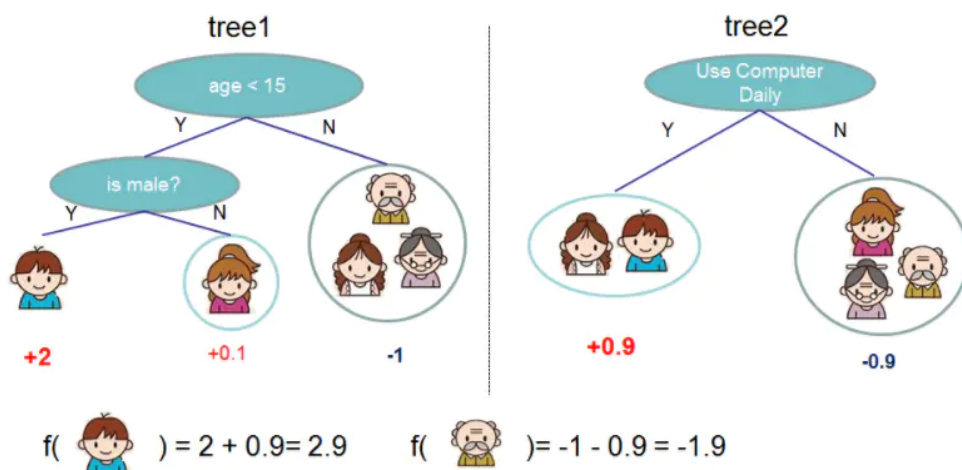 tree1
tree2
age < 15
Use Computer
Daily
Y
N
Y
N
is male?
Y
N
+2
+0.1
-1
+0.9
-0.9
f( ) = 2 + 0.9= 2.9
f( )= -1 - 0.9 = -1.9